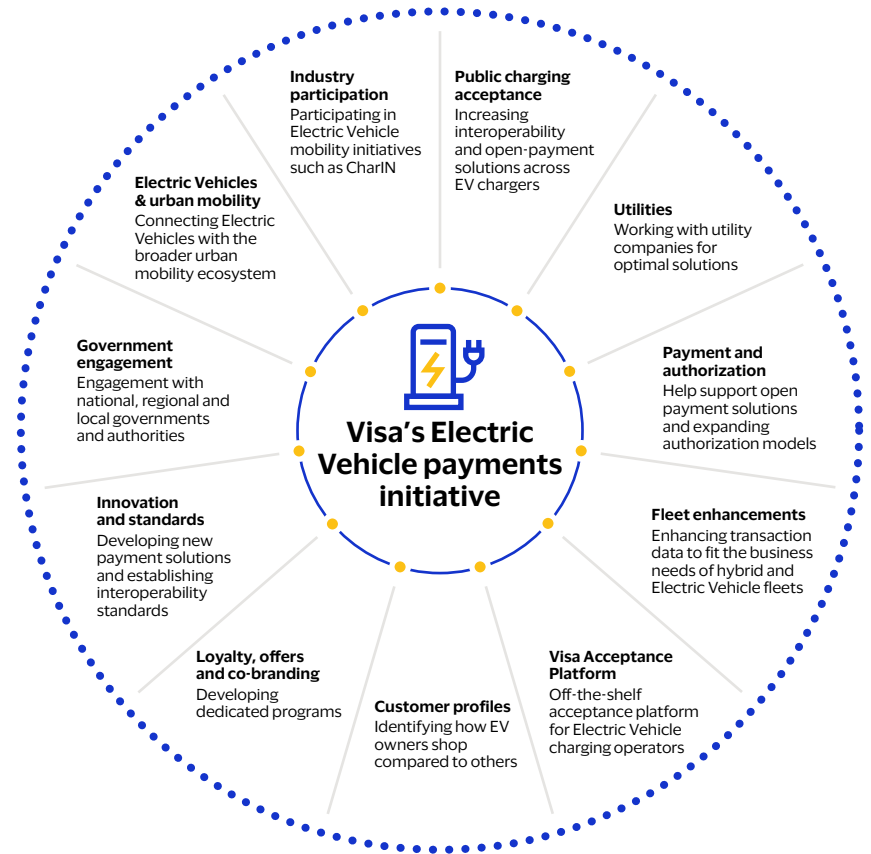 Industry
participation
Participating in
Electric Vehicle
mobility initiatives
such as CharIN
Public charging
acceptance
Increasing
interoperability
and open-payment
solutions across
EV chargers
Utilities
Working with utility
companies for
optimal solutions
Payment and
authorization
Help support open
payment solutions
and expanding
authorization models
Fleet enhancements
Enhancing transaction
data to fit the business
needs of hybrid and
Electric Vehicle fleets
Visa Acceptance
Platform
Off-the-shelf
acceptance platform
for Electric Vehicle
charging operators
Customer profiles
Identifying how EV
owners shop
compared to others
Loyalty, offers
and co-branding
Developing
dedicated programs
Innovation
and standards
Developing new
payment solutions
and establishing
interoperability
standards
Government
engagement
Engagement with
national, regional and
local governments
and authorities
Electric Vehicles
& urban mobility
Connecting Electric
Vehicles with the
broader urban
mobility ecosystem
Visa's Electric
Vehicle payments
initiative